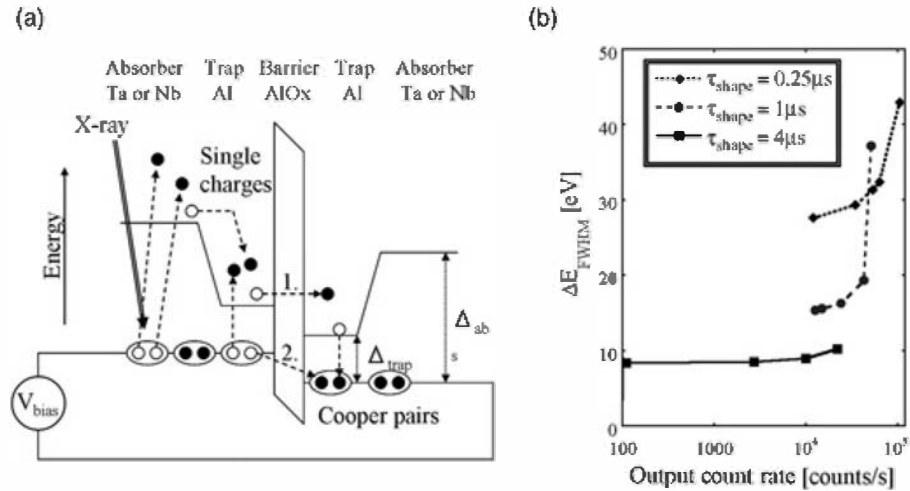 (a)
Absorber Trap Barrier Trap Absorber
Ta or Nb Al AlOx Al Ta or Nb
X-ray
Single
charges
Energy
1.
2.
Δab
s
Δtrap
Vbias
Cooper pairs
(b)
50
40
30
20
10
0
ΔE_FWHM [eV]
τshape = 0.25μs
τshape = 1μs
τshape = 4μs
100 1000 10⁴ 10⁵
Output count rate [counts/s]